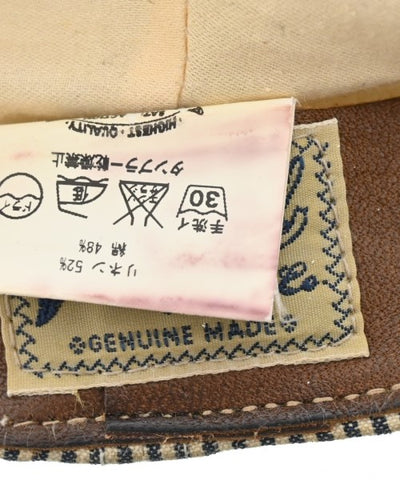 リネン 52%
綿 48%
手洗イ
30
ドライ
タンブラー乾燥禁止
HIGHEST · QUALITY
GENUINE MADE